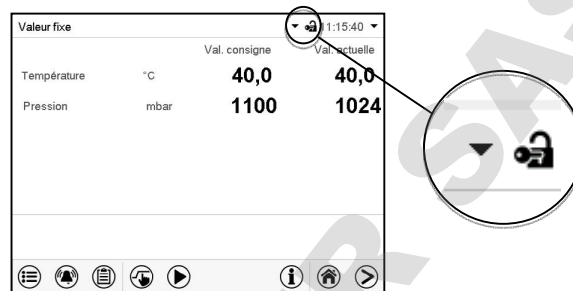 Valeur fixe 11:15:40
Val. consigne Val. actuelle
Température °C 40,0 40,0
Pression mbar 1100 1024